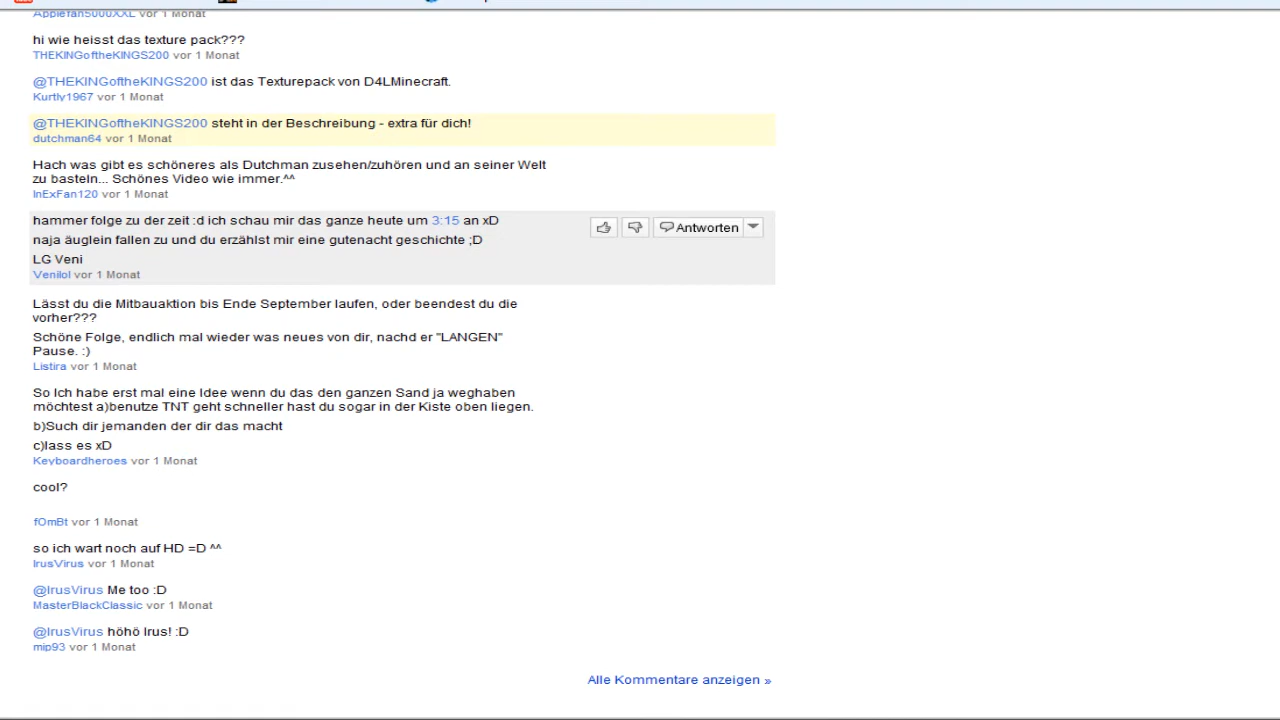 Applefan5000XXL vor 1 Monat
hi wie heisst das texture pack???
THEKINGoftheKINGS200 vor 1 Monat
@THEKINGoftheKINGS200 ist das Texturepack von D4LMinecraft.
Kurtly1967 vor 1 Monat
@THEKINGoftheKINGS200 steht in der Beschreibung - extra für dich!
dutchman64 vor 1 Monat
Hach was gibt es schöneres als Dutchman zusehen/zuhören und an seiner Welt
zu basteln... Schönes Video wie immer.^^
InExFan120 vor 1 Monat
hammer folge zu der zeit :d ich schau mir das ganze heute um 3:15 an xD
Antworten
naja äuglein fallen zu und du erzählst mir eine gutenacht geschichte ;D
LG Veni
Venilol vor 1 Monat
Lässt du die Mitbauaktion bis Ende September laufen, oder beendest du die
vorher???
Schöne Folge, endlich mal wieder was neues von dir, nachd er "LANGEN"
Pause. :)
Listira vor 1 Monat
So Ich habe erst mal eine Idee wenn du das den ganzen Sand ja weghaben
möchtest a)benutze TNT geht schneller hast du sogar in der Kiste oben liegen.
b)Such dir jemanden der dir das macht
c)lass es xD
Keyboardheroes vor 1 Monat
cool?
fOmBt vor 1 Monat
so ich wart noch auf HD =D ^^
IrusVirus vor 1 Monat
@IrusVirus Me too :D
MasterBlackClassic vor 1 Monat
@IrusVirus höhö Irus! :D
mip93 vor 1 Monat
Alle Kommentare anzeigen »